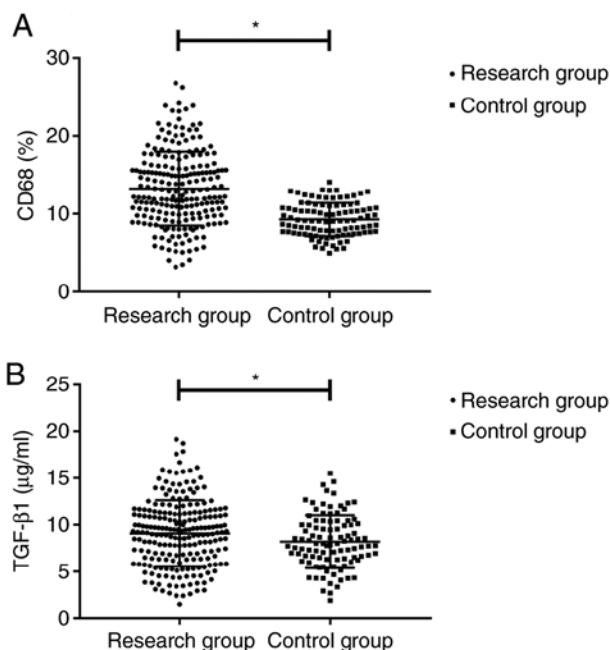 A
*
30
20
10
0
CD68 (%)
Research group
Control group
Research group
Control group
B
*
25
20
15
10
5
0
TGF-β1 (μg/ml)
Research group
Control group
Research group
Control group